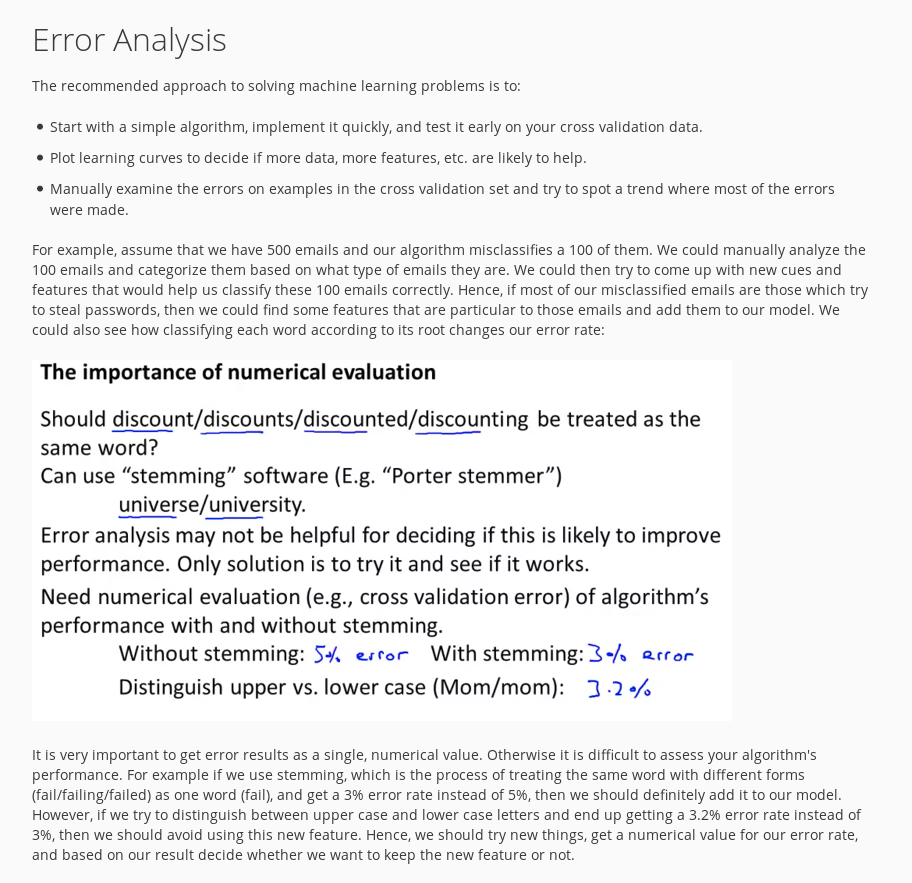 Error Analysis
The recommended approach to solving machine learning problems is to:
• Start with a simple algorithm, implement it quickly, and test it early on your cross validation data.
• Plot learning curves to decide if more data, more features, etc. are likely to help.
• Manually examine the errors on examples in the cross validation set and try to spot a trend where most of the errors
were made.
For example, assume that we have 500 emails and our algorithm misclassifies a 100 of them. We could manually analyze the
100 emails and categorize them based on what type of emails they are. We could then try to come up with new cues and
features that would help us classify these 100 emails correctly. Hence, if most of our misclassified emails are those which try
to steal passwords, then we could find some features that are particular to those emails and add them to our model. We
could also see how classifying each word according to its root changes our error rate:
The importance of numerical evaluation
Should discount/discounts/discounted/discounting be treated as the
same word?
Can use “stemming” software (E.g. “Porter stemmer”)
universe/university.
Error analysis may not be helpful for deciding if this is likely to improve
performance. Only solution is to try it and see if it works.
Need numerical evaluation (e.g., cross validation error) of algorithm’s
performance with and without stemming.
Without stemming: 5% error With stemming: 3% error
Distinguish upper vs. lower case (Mom/mom): 3.2%
It is very important to get error results as a single, numerical value. Otherwise it is difficult to assess your algorithm's
performance. For example if we use stemming, which is the process of treating the same word with different forms
(fail/failing/failed) as one word (fail), and get a 3% error rate instead of 5%, then we should definitely add it to our model.
However, if we try to distinguish between upper case and lower case letters and end up getting a 3.2% error rate instead of
3%, then we should avoid using this new feature. Hence, we should try new things, get a numerical value for our error rate,
and based on our result decide whether we want to keep the new feature or not.